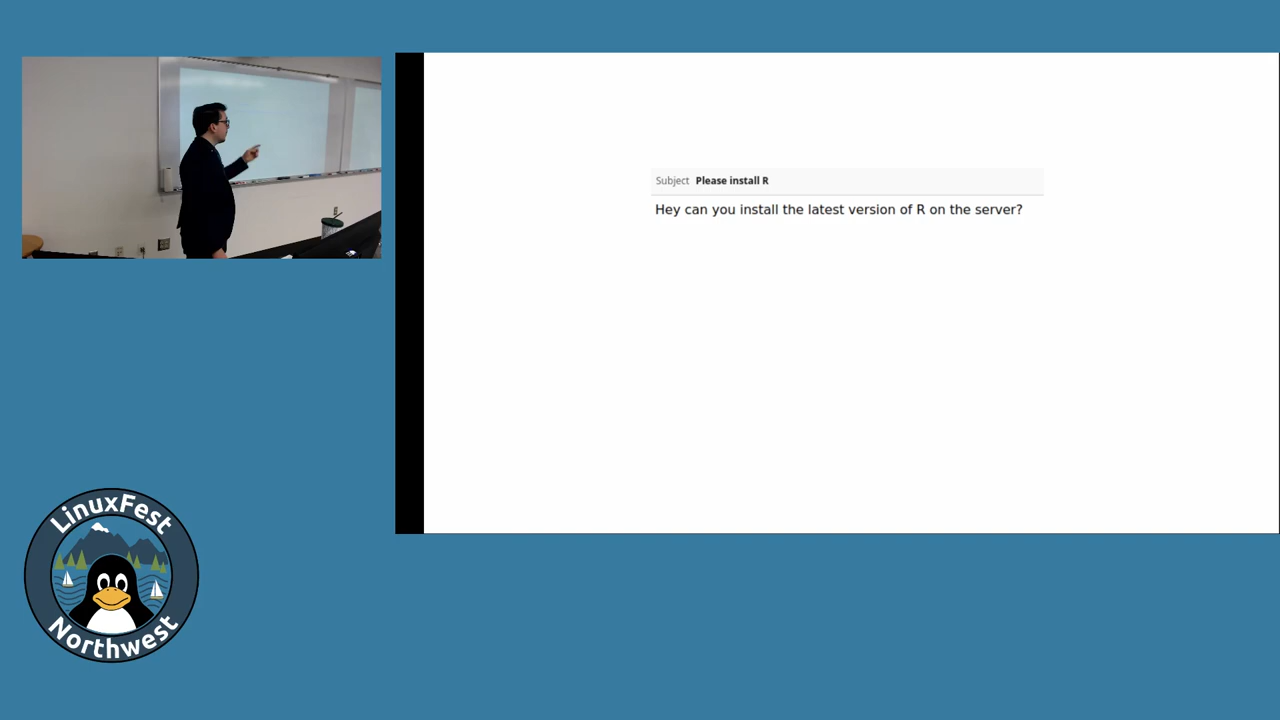 Subject Please install R
Hey can you install the latest version of R on the server?
LinuxFest
Northwest